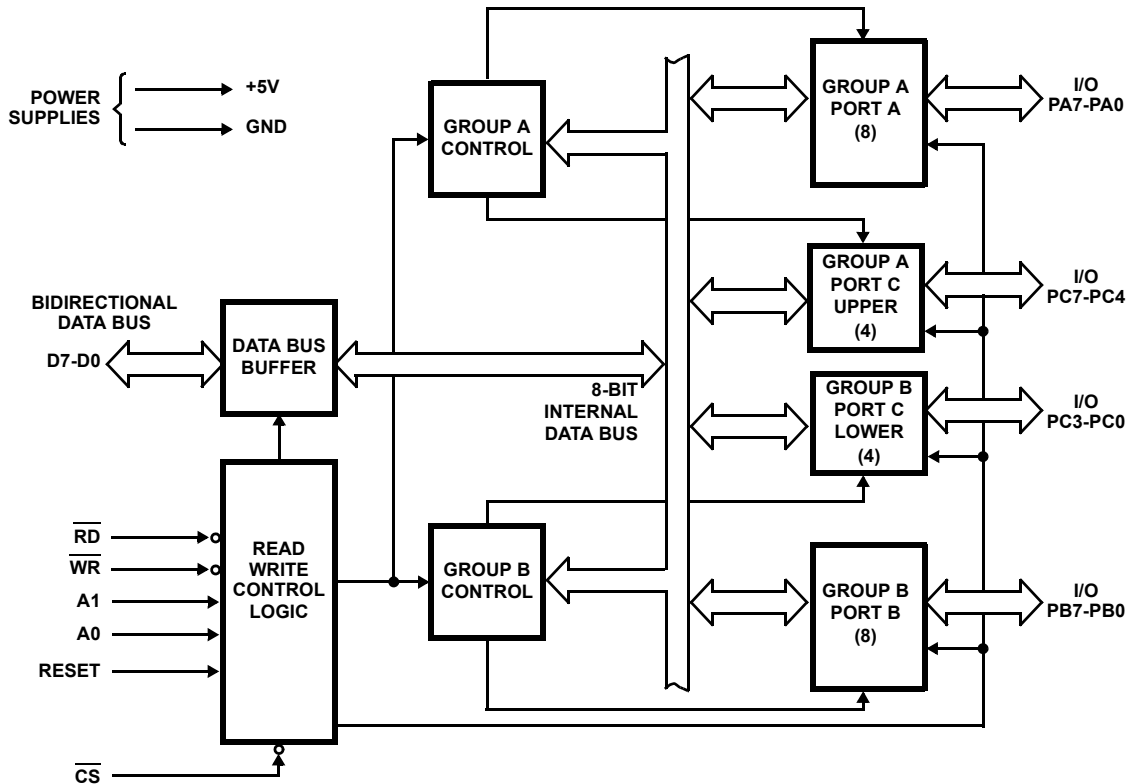 POWER
SUPPLIES
+5V
GND
GROUP A
CONTROL
GROUP A
PORT A
(8)
I/O
PA7-PA0
GROUP A
PORT C
UPPER
(4)
I/O
PC7-PC4
BIDIRECTIONAL
DATA BUS
D7-D0
DATA BUS
BUFFER
8-BIT
INTERNAL
DATA BUS
GROUP B
PORT C
LOWER
(4)
I/O
PC3-PC0
RD
WR
A1
A0
RESET
CS
READ
WRITE
CONTROL
LOGIC
GROUP B
CONTROL
GROUP B
PORT B
(8)
I/O
PB7-PB0